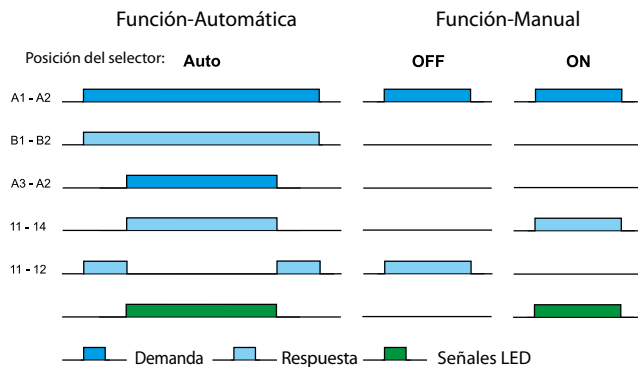 Función-Automática Función-Manual
Posición del selector: Auto OFF ON
A1 - A2
B1 - B2
A3 - A2
11 - 14
11 - 12
Demanda Respuesta Señales LED